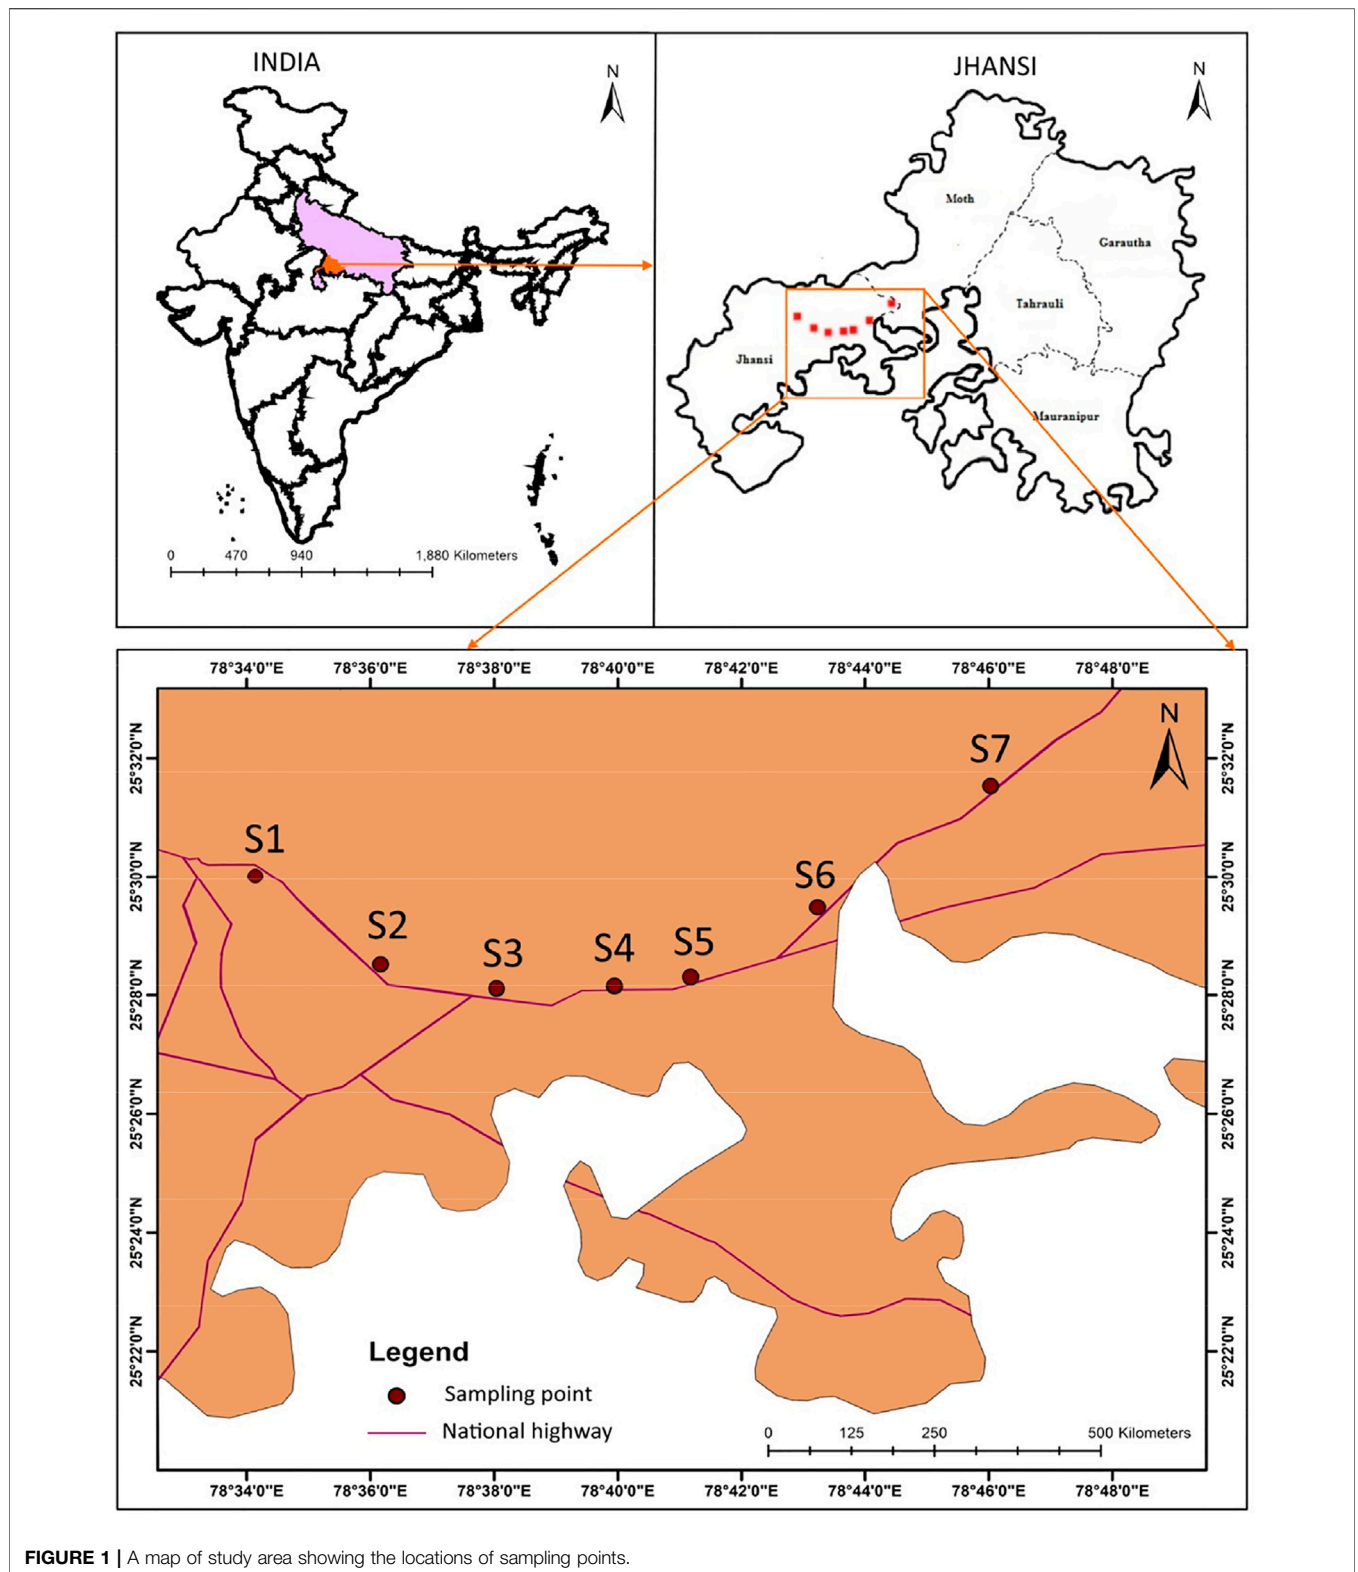 INDIA
N
0 470 940 1,880 Kilometers
JHANSI
N
Moth
Garautha
Tahrauli
Jhansi
Mauranipur
78°34'0"E 78°36'0"E 78°38'0"E 78°40'0"E 78°42'0"E 78°44'0"E 78°46'0"E 78°48'0"E
25°32'0"N
25°30'0"N
25°28'0"N
25°26'0"N
25°24'0"N
25°22'0"N
N
S7
S1
S6
S2
S5
S4
S3
25°32'0"N
25°30'0"N
25°28'0"N
25°26'0"N
25°24'0"N
25°22'0"N
Legend
Sampling point
National highway
0 125 250 500 Kilometers
78°34'0"E 78°36'0"E 78°38'0"E 78°40'0"E 78°42'0"E 78°44'0"E 78°46'0"E 78°48'0"E
FIGURE 1 | A map of study area showing the locations of sampling points.